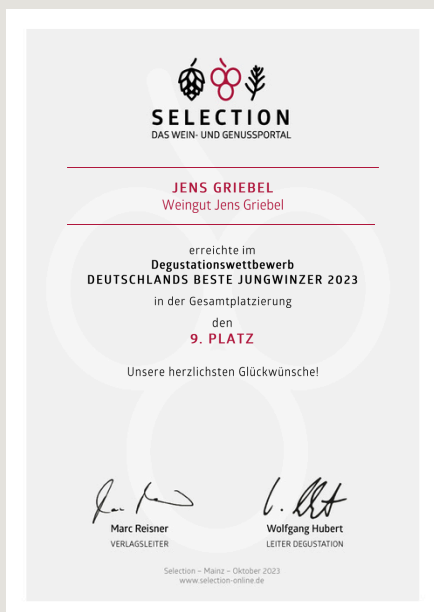 SELECTION
DAS WEIN- UND GENUSSPORTAL
JENS GRIEBEL
Weingut Jens Griebel
erreichte im
Degustationswettbewerb
DEUTSCHLANDS BESTE JUNGWINZER 2023
in der Gesamtplatzierung
den
9. PLATZ
Unsere herzlichsten Glückwünsche!
Marc Reisner
VERLAGSLEITER
Wolfgang Hubert
LEITER DEGUSTATION
Selection – Mainz – Oktober 2023
www.selection-online.de